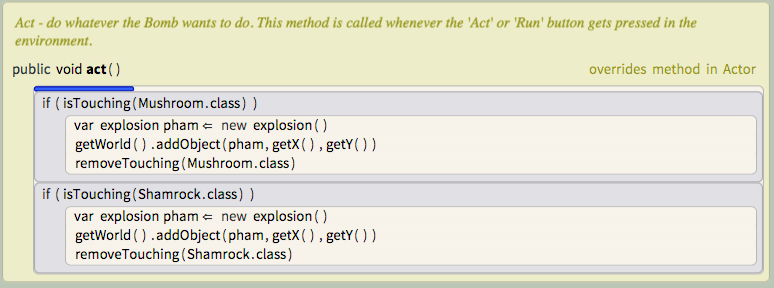 Act - do whatever the Bomb wants to do. This method is called whenever the 'Act' or 'Run' button gets pressed in the
environment.
public void act() overrides method in Actor
if (isTouching(Mushroom.class) )
var explosion pham⇐ new explosion()
getWorld().addObject(pham,getX(),getY())
removeTouching(Mushroom.class)
if (isTouching(Shamrock.class) )
var explosion pham⇐ new explosion()
getWorld().addObject(pham,getX(),getY())
removeTouching(Shamrock.class)